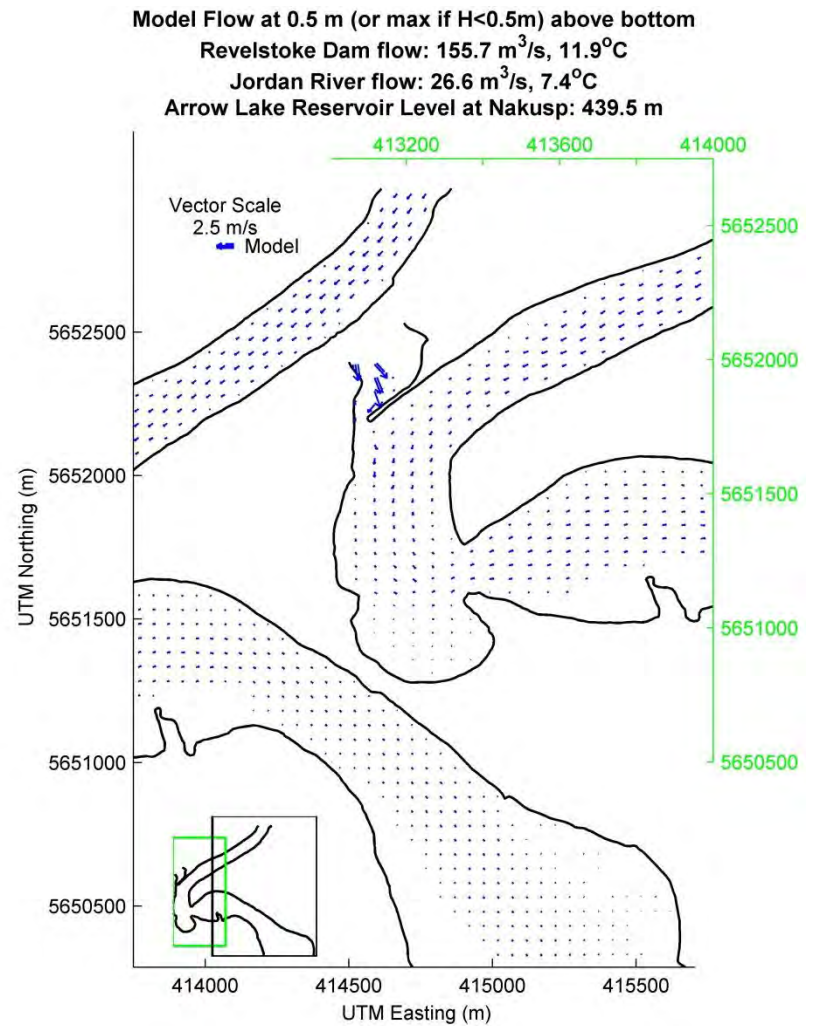 Model Flow at 0.5 m (or max if H<0.5m) above bottom
Revelstoke Dam flow: 155.7 m³/s, 11.9°C
Jordan River flow: 26.6 m³/s, 7.4°C
Arrow Lake Reservoir Level at Nakusp: 439.5 m
413200 413600 414000
Vector Scale
2.5 m/s
Model
5652500
5652000
5651500
5651000
5650500
UTM Northing (m)
5652500
5652000
5651500
5651000
5650500
414000 414500 415000 415500
UTM Easting (m)